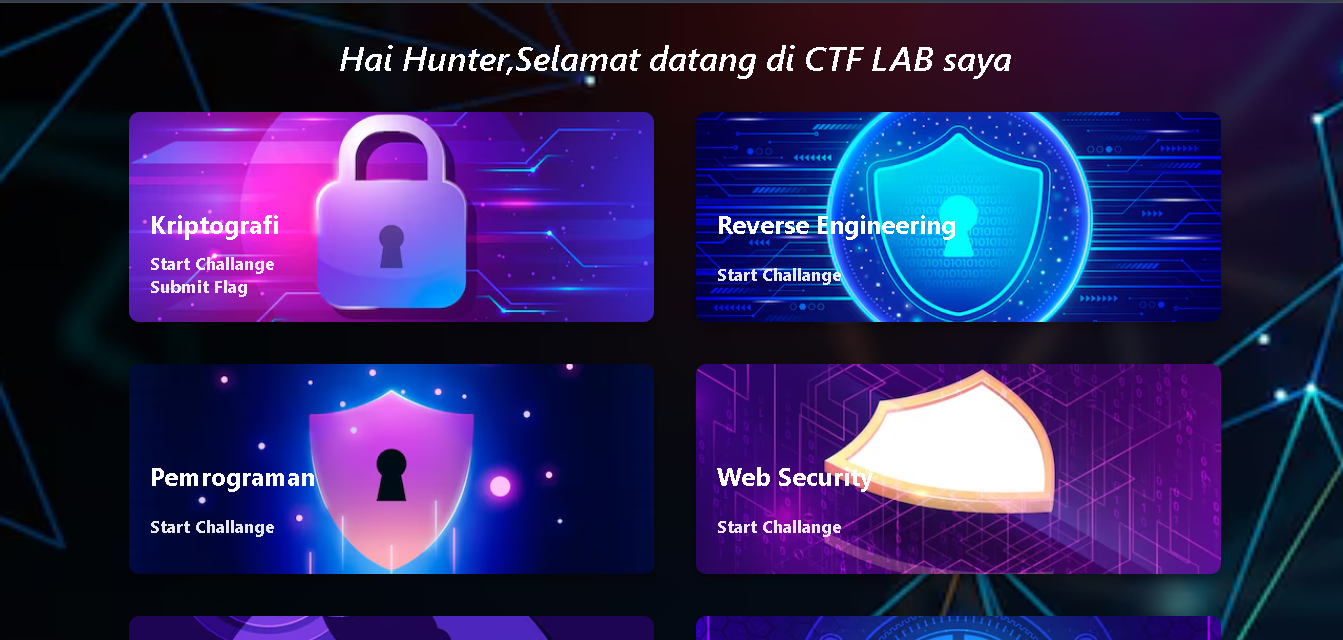 Hai Hunter,Selamat datang di CTF LAB saya
Kriptografi
Start Challange
Submit Flag
Reverse Engineering
Start Challange
Pemrograman
Start Challange
Web Security
Start Challange